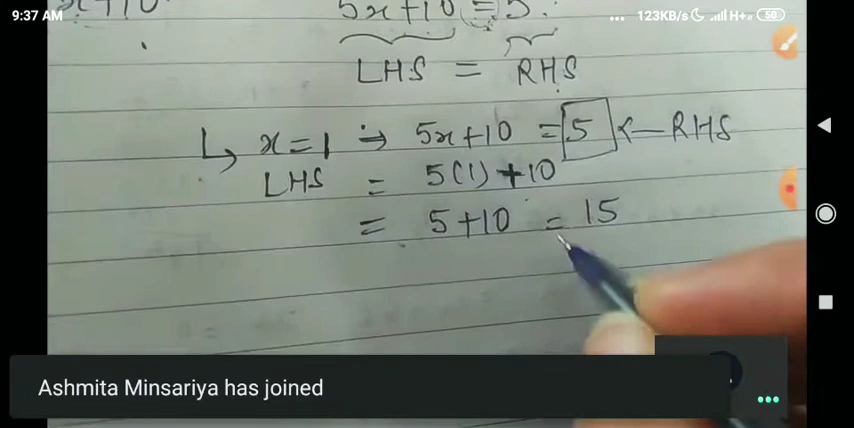 9:37 AM
... 123KB/s H+ 50
5x+10 = 5.
LHS = RHS
↳ x=1 → 5x+10 = 5 ← RHS
LHS = 5(1)+10
= 5+10 = 15
Ashmita Minsariya has joined
...